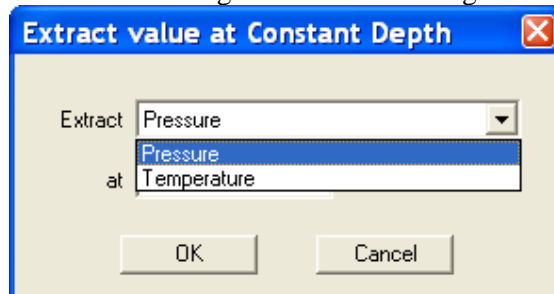 Extract value at Constant Depth
Extract Pressure
Pressure
at Temperature
OK Cancel